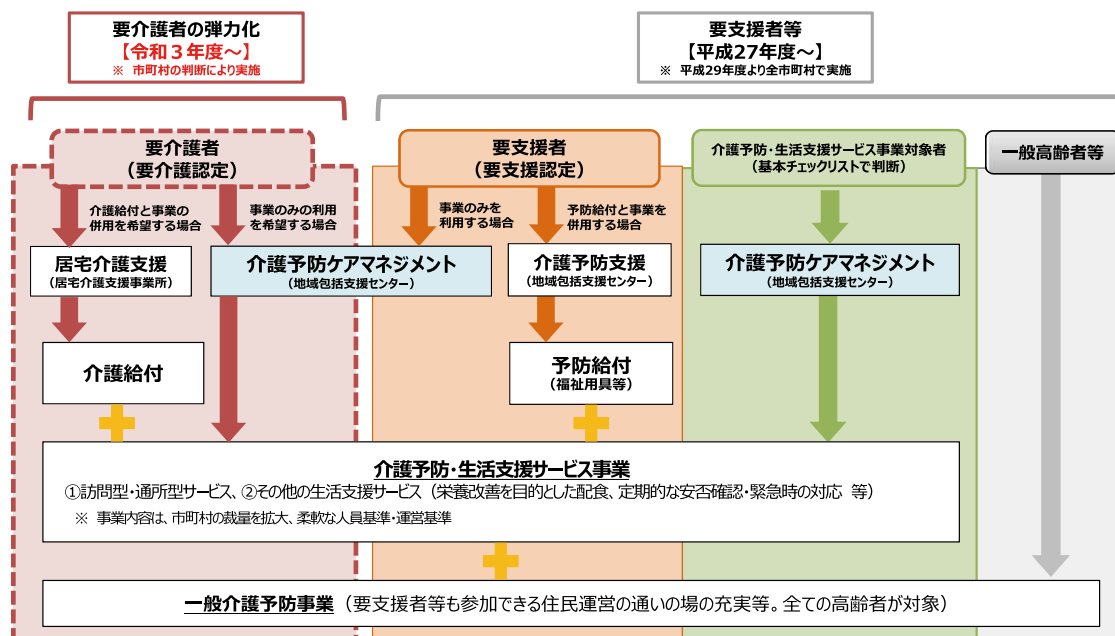 要介護者の弾力化
【令和３年度～】
※ 市町村の判断により実施
要支援者等
【平成27年度～】
※ 平成29年度より全市町村で実施
要介護者
（要介護認定）
要支援者
（要支援認定）
介護予防・生活支援サービス事業対象者
（基本チェックリストで判断）
一般高齢者等
介護給付と事業の
併用を希望する場合
事業のみの利用
を希望する場合
事業のみを
利用する場合
予防給付と事業を
併用する場合
居宅介護支援
（居宅介護支援事業所）
介護予防ケアマネジメント
（地域包括支援センター）
介護予防支援
（地域包括支援センター）
介護予防ケアマネジメント
（地域包括支援センター）
介護給付
予防給付
（福祉用具等）
介護予防・生活支援サービス事業
①訪問型・通所型サービス、②その他の生活支援サービス（栄養改善を目的とした配食、定期的な安否確認・緊急時の対応 等）
※ 事業内容は、市町村の裁量を拡大、柔軟な人員基準・運営基準
一般介護予防事業（要支援者等も参加できる住民運営の通いの場の充実等。全ての高齢者が対象）